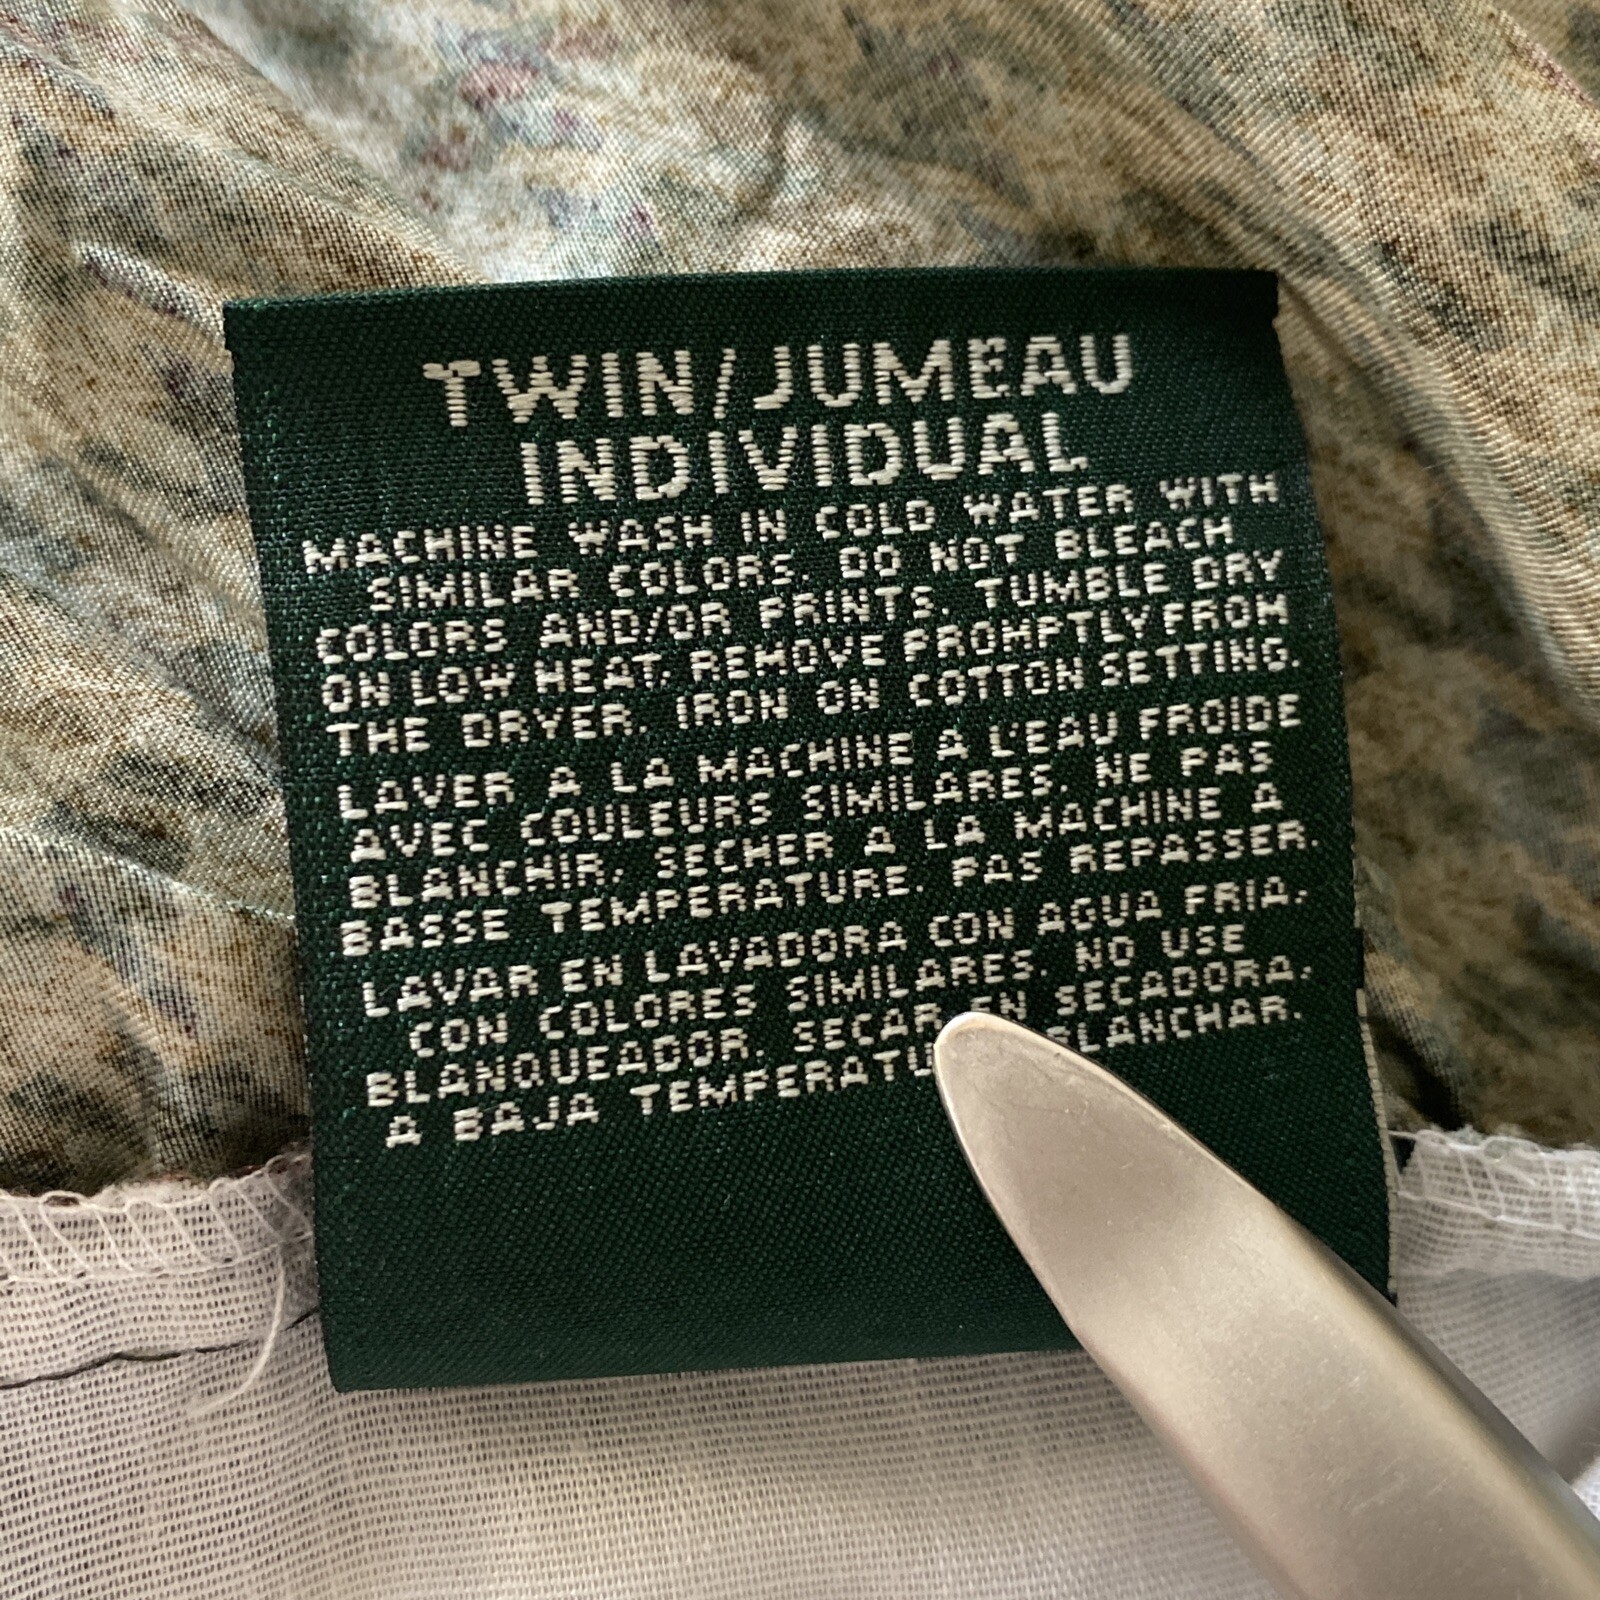 TWIN/JUMEAU
INDIVIDUAL
MACHINE WASH IN COLD WATER WITH
SIMILAR COLORS. DO NOT BLEACH
COLORS AND/OR PRINTS. TUMBLE DRY
ON LOW HEAT. REMOVE PROMPTLY FROM
THE DRYER. IRON ON COTTON SETTING.
LAVER A LA MACHINE A L'EAU FROIDE
AVEC COULEURS SIMILARES. NE PAS
BLANCHIR, SECHER A LA MACHINE A
BASSE TEMPERATURE. PAS REPASSER.
LAVAR EN LAVADORA CON AGUA FRIA,
CON COLORES SIMILARES. NO USE
BLANQUEADOR. SECAR EN SECADORA,
A BAJA